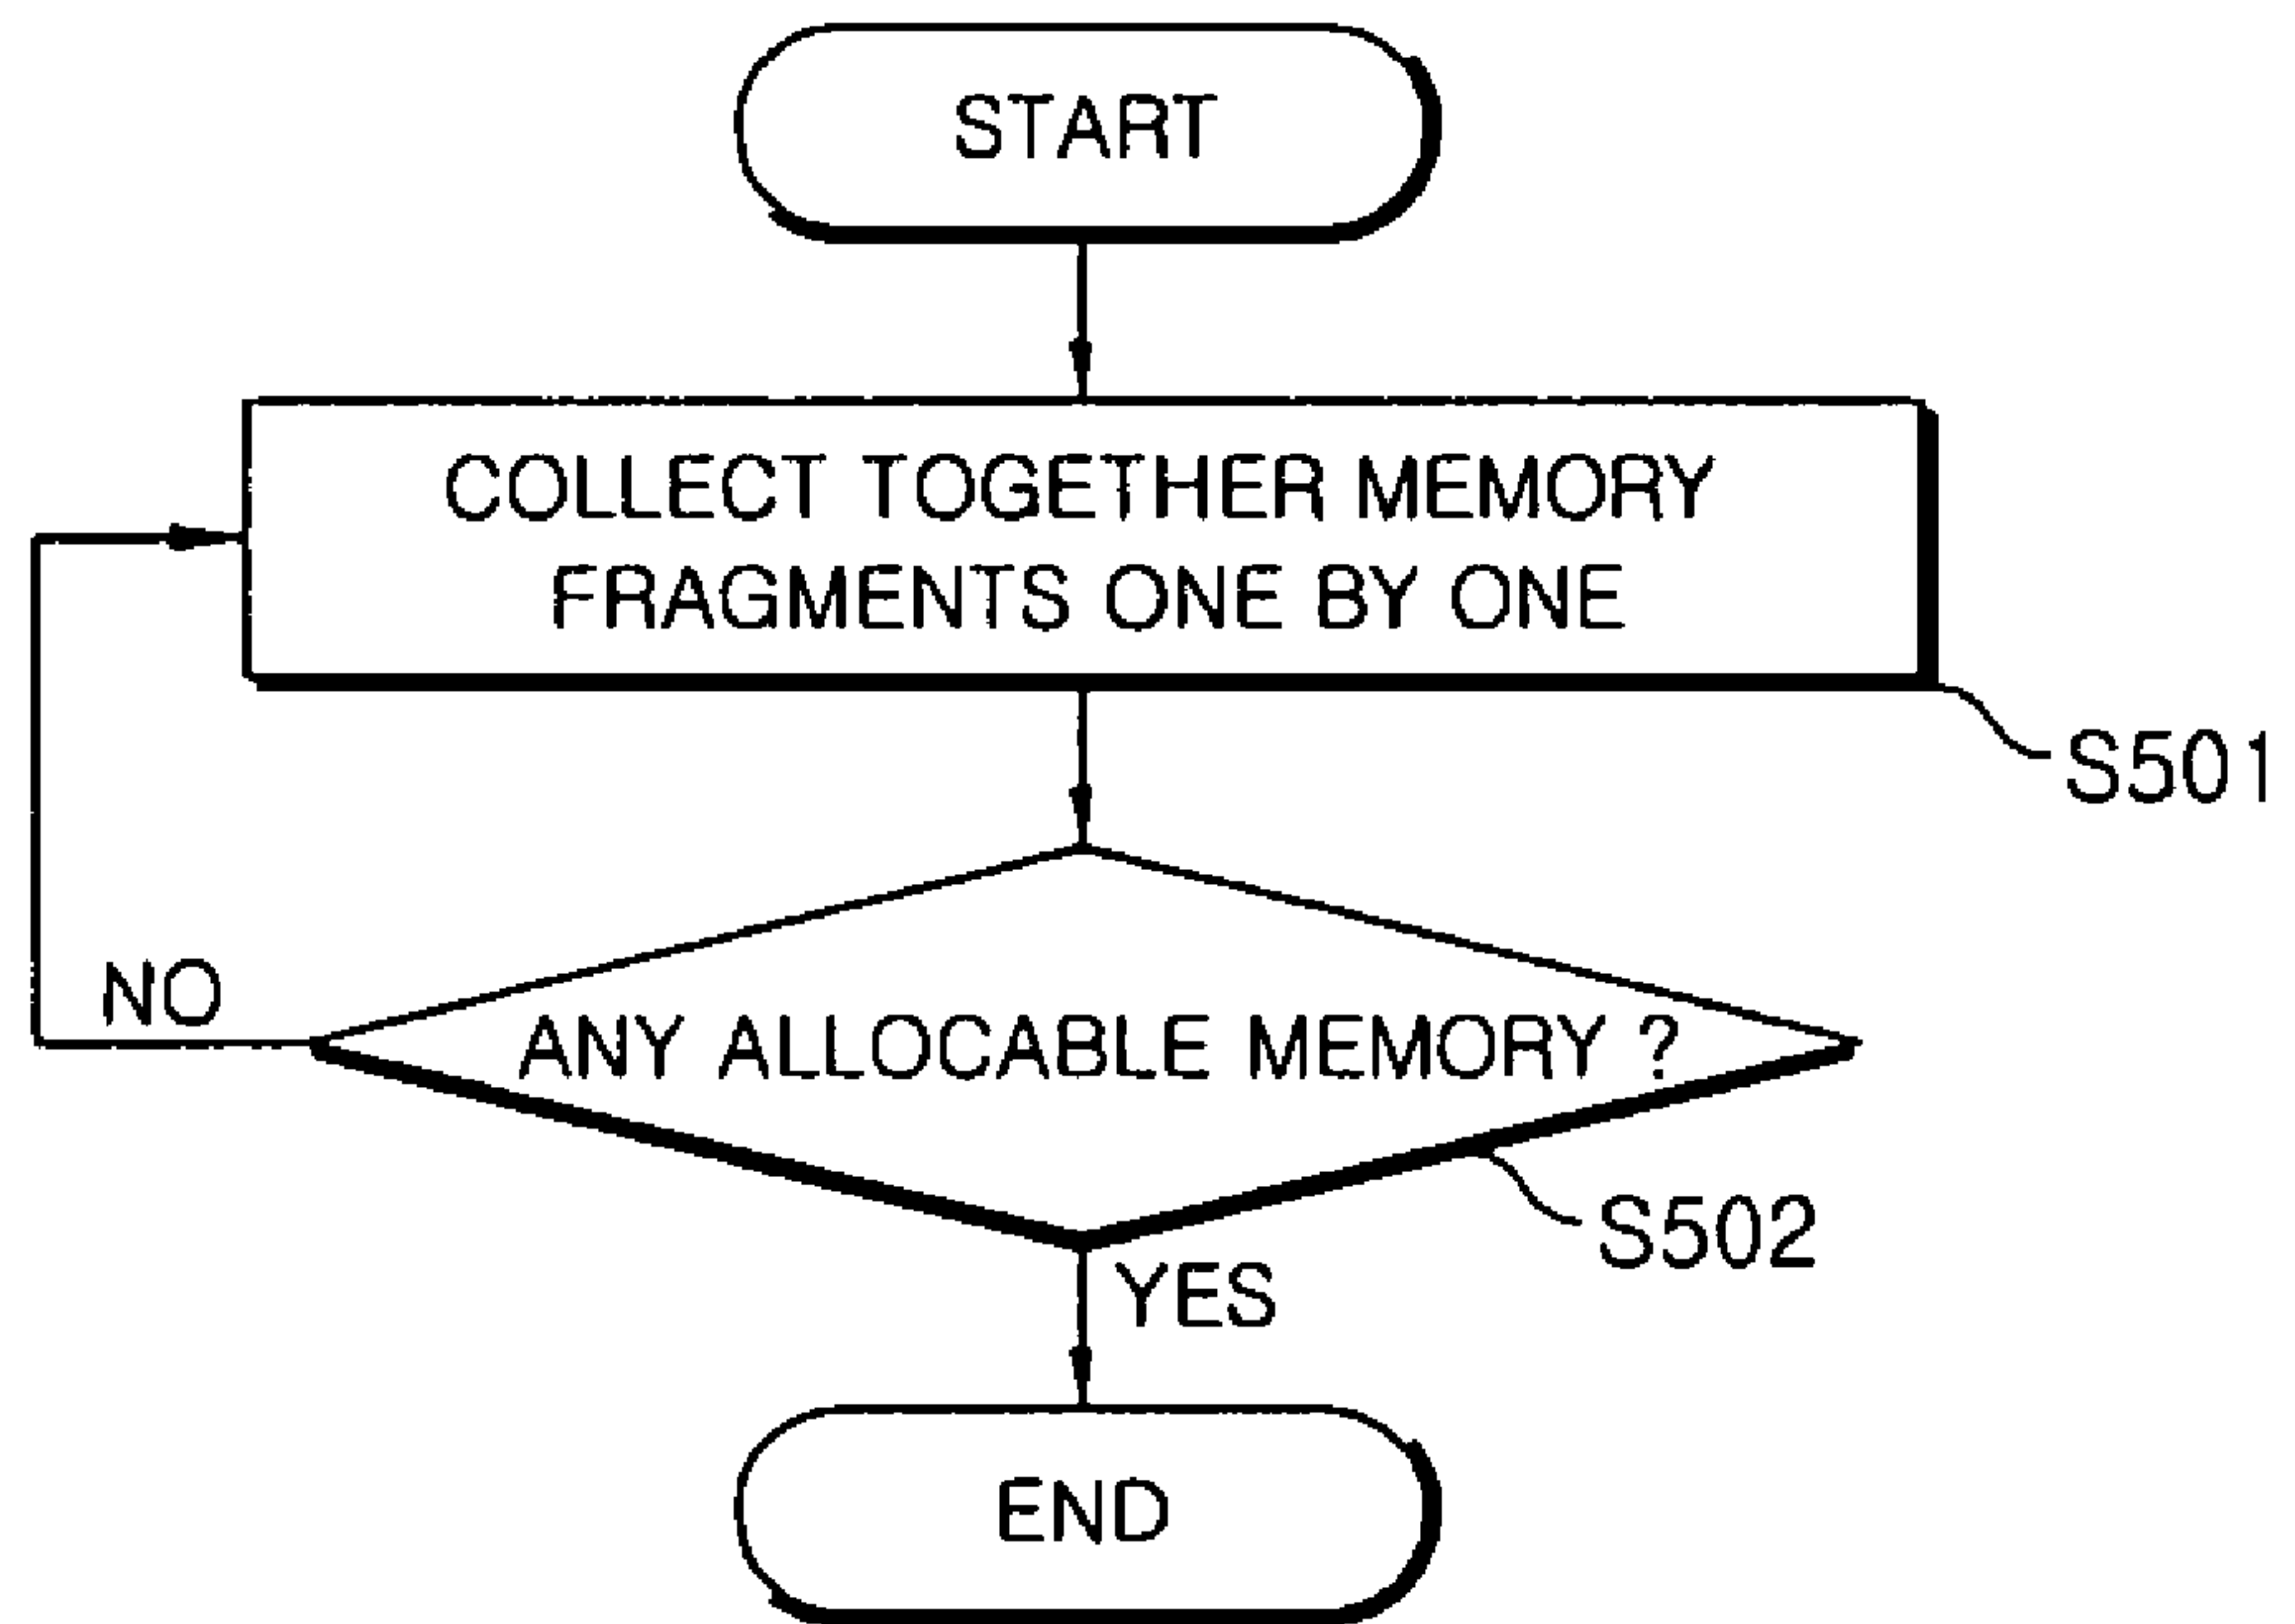 START
COLLECT TOGETHER MEMORY
FRAGMENTS ONE BY ONE
S501
NO
ANY ALLOCABLE MEMORY ?
S502
YES
END